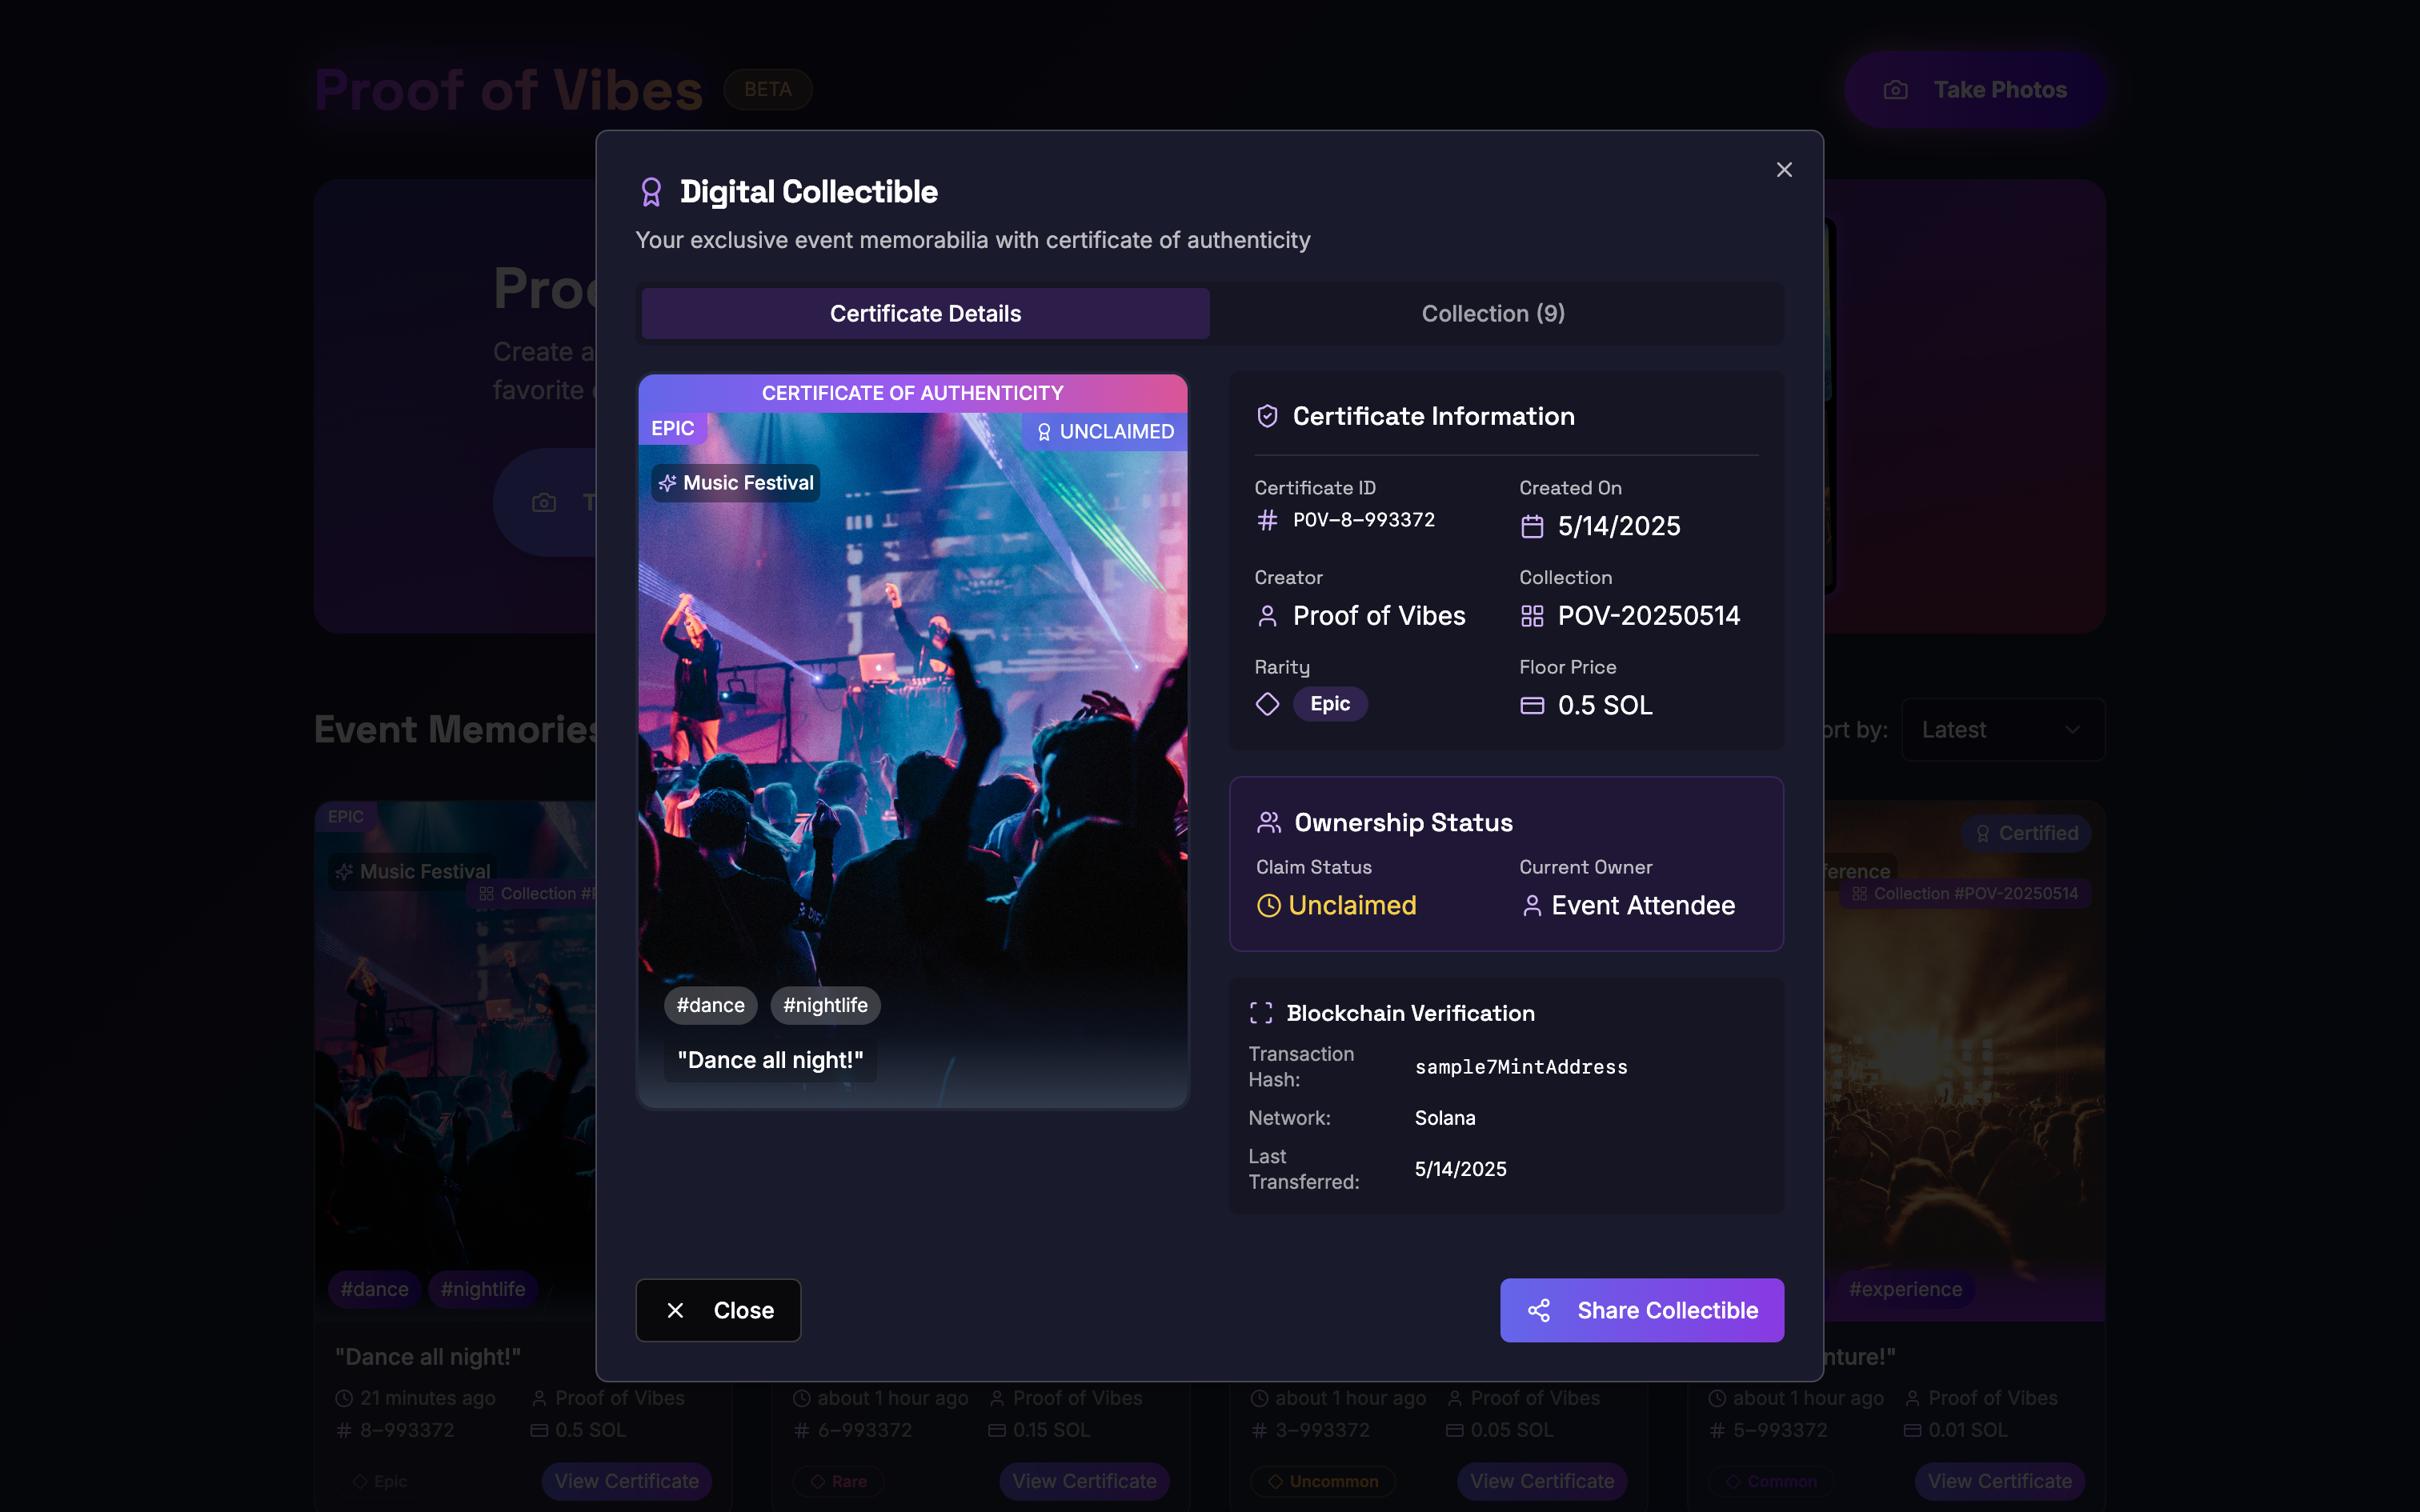 Proof of Vibes
BETA
Take Photos
Digital Collectible
Your exclusive event memorabilia with certificate of authenticity
Certificate Details
Collection (9)
Proo
Create a
favorite
T
CERTIFICATE OF AUTHENTICITY
EPIC
UNCLAIMED
Music Festival
#dance
#nightlife
"Dance all night!"
Certificate Information
Certificate ID
Created On
# POV-8-993372
5/14/2025
Creator
Collection
Proof of Vibes
POV-20250514
Rarity
Floor Price
Epic
0.5 SOL
Ownership Status
Claim Status
Current Owner
Unclaimed
Event Attendee
Blockchain Verification
Transaction
Hash:
sample7MintAddress
Network:
Solana
Last
Transferred:
5/14/2025
Close
Share Collectible
Event Memories
ort by:
Latest
EPIC
Music Festival
Collection #
Certified
ference
Collection #POV-20250514
#dance
#nightlife
#experience
"Dance all night!"
nture!"
21 minutes ago
Proof of Vibes
# 8-993372
0.5 SOL
Epic
View Certificate
about 1 hour ago
Proof of Vibes
# 6-993372
0.15 SOL
Rare
View Certificate
about 1 hour ago
Proof of Vibes
# 3-993372
0.05 SOL
Uncommon
View Certificate
about 1 hour ago
Proof of Vibes
# 5-993372
0.01 SOL
Common
View Certificate